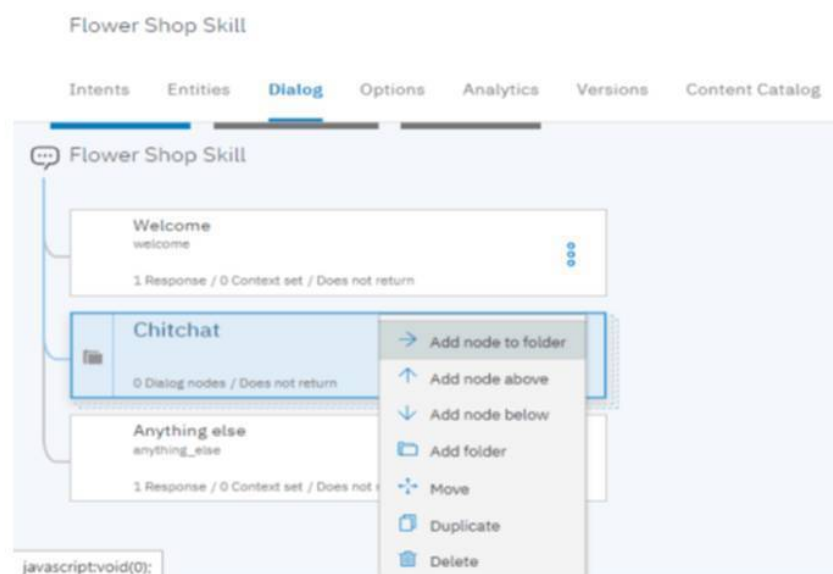 Flower Shop Skill
Intents Entities Dialog Options Analytics Versions Content Catalog
Flower Shop Skill
Welcome
welcome
1 Response / 0 Context set / Does not return
Chitchat
0 Dialog nodes / Does not return
Add node to folder
Add node above
Add node below
Add folder
Move
Duplicate
Delete
Anything else
anything_else
1 Response / 0 Context set / Does not
javascript:void(0);